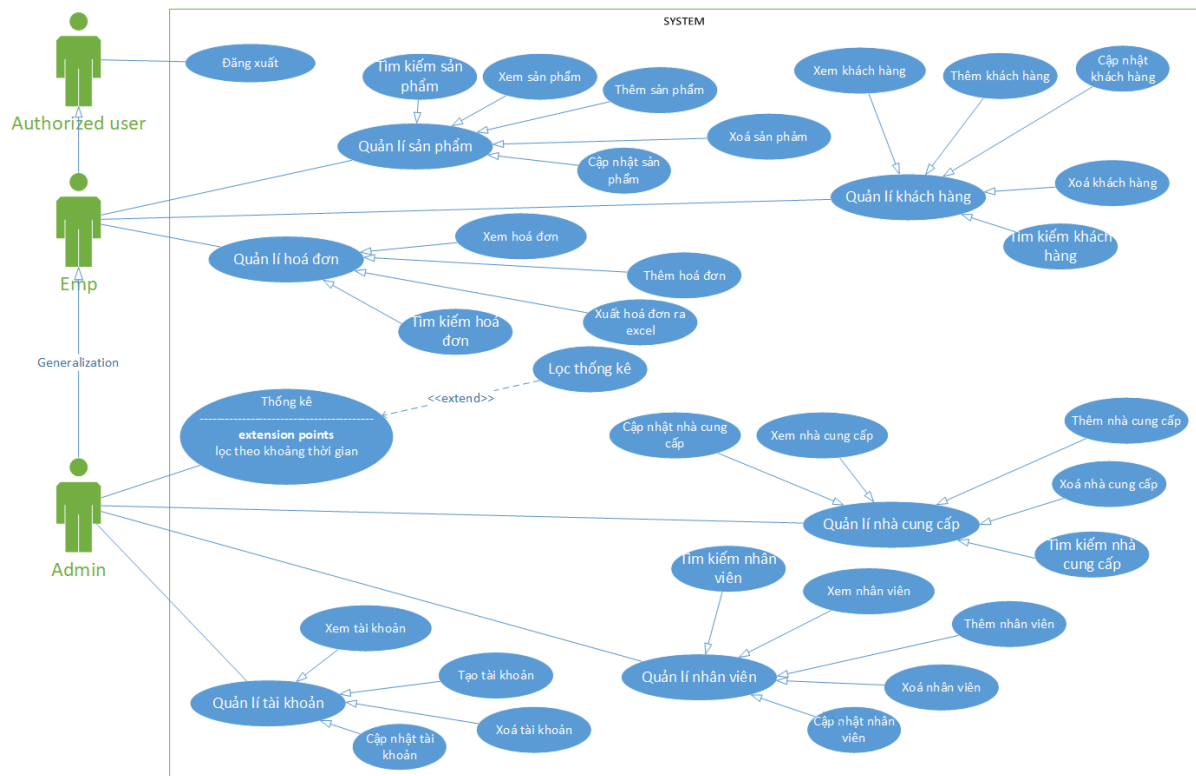 SYSTEM
Đăng xuất
Authorized user
Tìm kiếm sản
phẩm
Xem sản phẩm
Thêm sản phẩm
Xoá sản phảm
Quản lí sản phẩm
Cập nhật sản
phẩm
Xem khách hàng
Thêm khách hàng
Cập nhật
khách hàng
Xoá khách hàng
Quản lí khách hàng
Tìm kiếm khách
hàng
Emp
Quản lí hoá đơn
Xem hoá đơn
Thêm hoá đơn
Xuất hoá đơn ra
excel
Tìm kiếm hoá
đơn
Generalization
Lọc thống kê
<<extend>>
Thống kê
extension points
lọc theo khoảng thời gian
Cập nhật nhà cung
cấp
Xem nhà cung cấp
Thêm nhà cung cấp
Xoá nhà cung cấp
Quản lí nhà cung cấp
Tìm kiếm nhà
cung cấp
Admin
Tìm kiếm nhân
viên
Xem nhân viên
Thêm nhân viên
Quản lí nhân viên
Xoá nhân viên
Cập nhật nhân
viên
Xem tài khoản
Tạo tài khoản
Quản lí tài khoản
Xoá tài khoản
Cập nhật tài
khoản